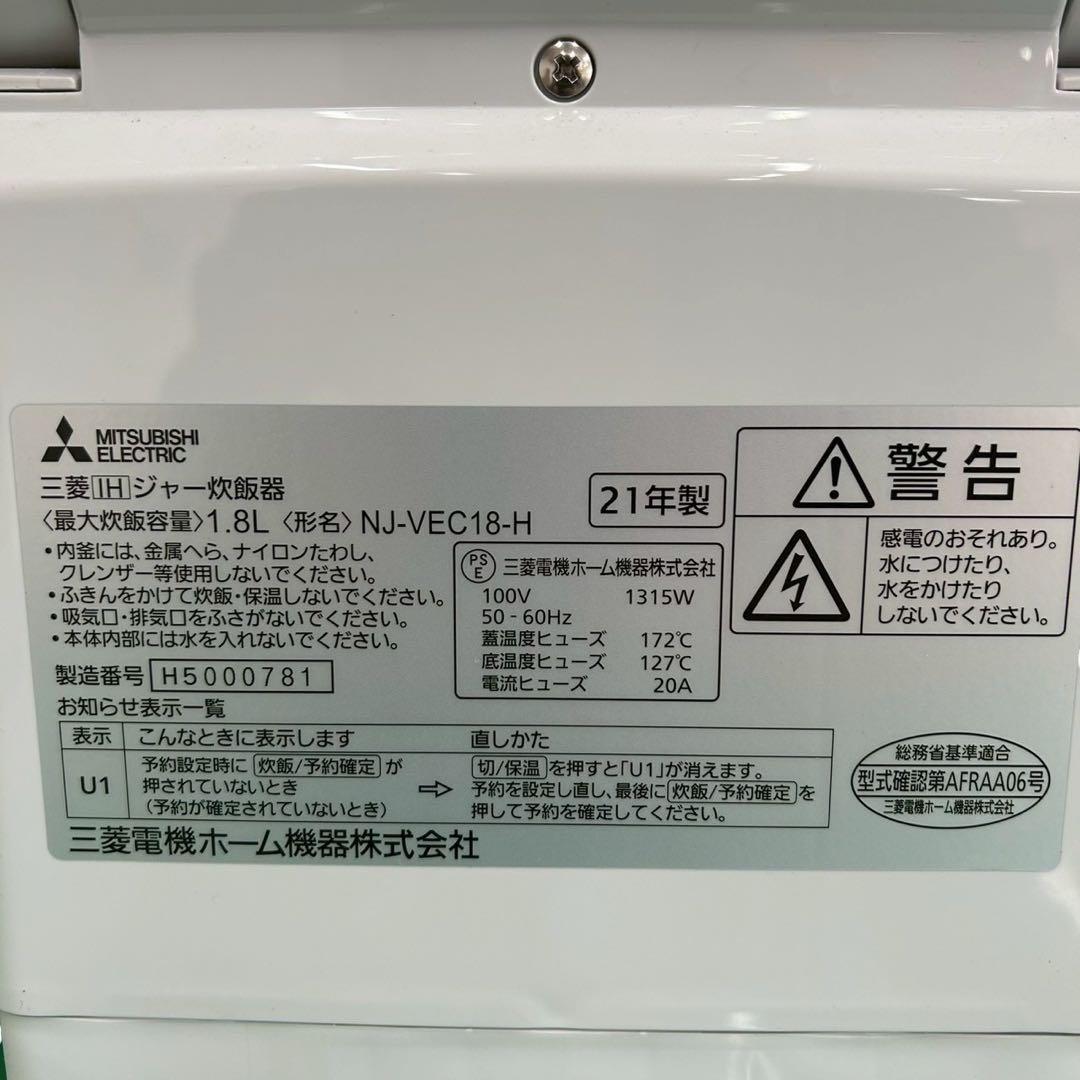 MITSUBISHI
ELECTRIC
三菱IHジャー炊飯器
〈最大炊飯容量〉1.8L 〈形名〉NJ-VEC18-H
21年製
・内釜には、金属へら、ナイロンたわし、
クレンザー等使用しないでください。
・ふきんをかけて炊飯・保温しないでください。
・吸気口・排気口をふさがないでください。
・本体内部には水を入れないでください。
製造番号 H5000781
PSE 三菱電機ホーム機器株式会社
100V 1315W
50-60Hz
蓋温度ヒューズ 172℃
底温度ヒューズ 127℃
電流ヒューズ 20A
警告
感電のおそれあり。
水につけたり、
水をかけたり
しないでください。
お知らせ表示一覧
表示 こんなときに表示します 直しかた
U1
予約設定時に 炊飯/予約確定 が
押されていないとき
(予約が確定されていないとき)
⇨
切/保温 を押すと「U1」が消えます。
予約を設定し直し、最後に 炊飯/予約確定 を
押して予約を確定してください。
三菱電機ホーム機器株式会社
総務省基準適合
型式確認第AFRAA06号
三菱電機ホーム機器株式会社